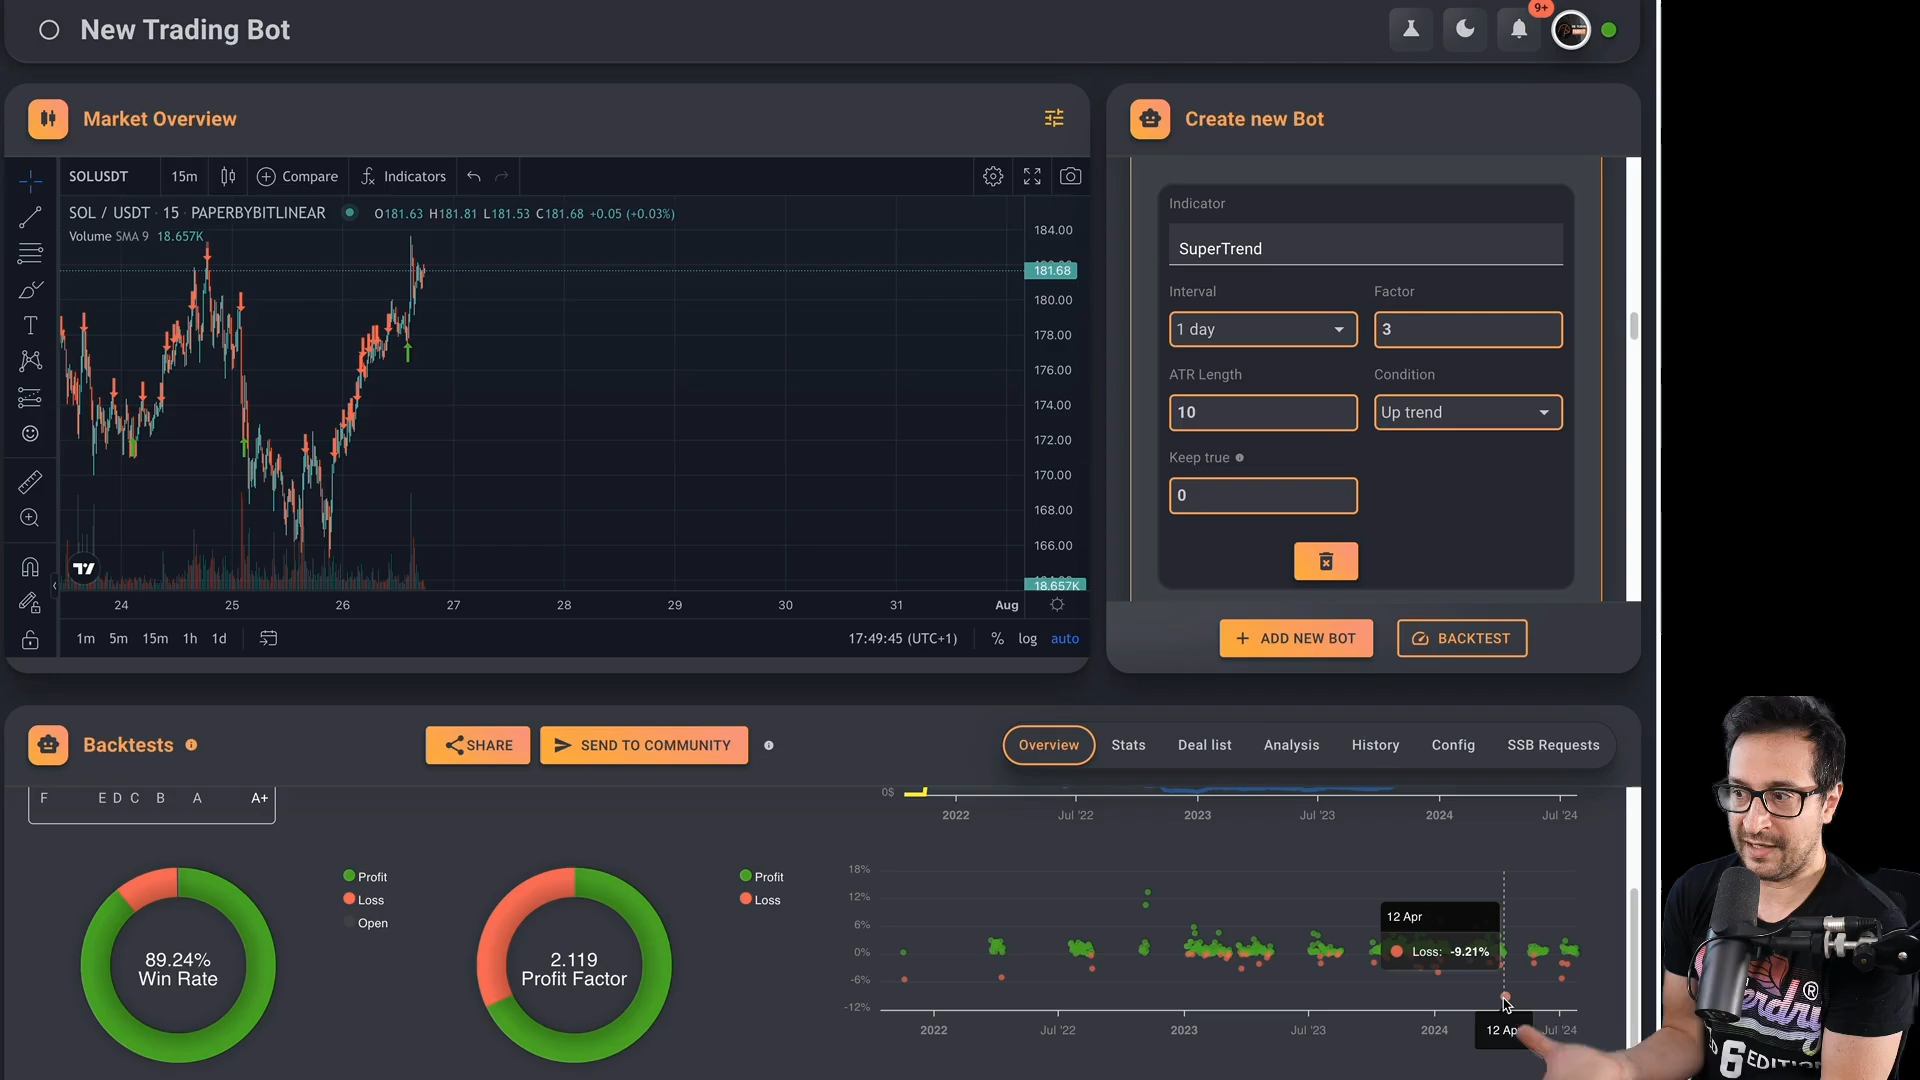 New Trading Bot
9+
Market Overview
SOLUSDT
15m
Compare
Indicators
SOL / USDT · 15 · PAPERBYBITLINEAR
O181.63 H181.81 L181.53 C181.68 +0.05 (+0.03%)
Volume SMA 9 18.657K
184.00
181.68
180.00
178.00
176.00
174.00
172.00
170.00
168.00
166.00
18.657K
24
25
26
27
28
29
30
31
Aug
1m
5m
15m
1h
1d
17:49:45 (UTC+1)
%
log
auto
Create new Bot
Indicator
SuperTrend
Interval
Factor
1 day
3
ATR Length
Condition
10
Up trend
Keep true
0
+ ADD NEW BOT
BACKTEST
Backtests
SHARE
SEND TO COMMUNITY
Overview
Stats
Deal list
Analysis
History
Config
SSB Requests
F E D C B A A+
89.24%
Win Rate
Profit
Loss
Open
2.119
Profit Factor
Profit
Loss
0$
2022
Jul '22
2023
Jul '23
2024
Jul '24
18%
12%
6%
0%
-6%
-12%
12 Apr
Loss: -9.21%
2022
Jul '22
2023
Jul '23
2024
12 Ap
Jul '24
®
6 EDITI